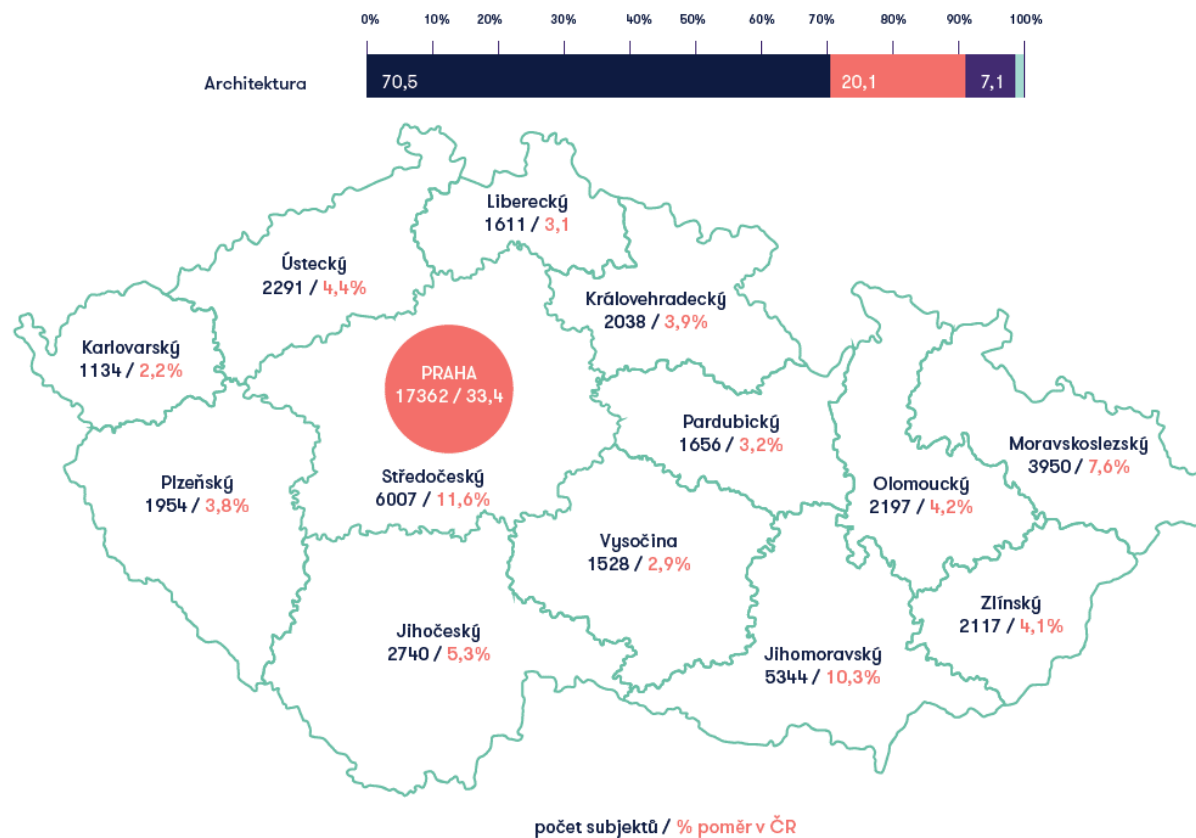 0% 10% 20% 30% 40% 50% 60% 70% 80% 90% 100%
Architektura 70,5 20,1 7,1
Liberecký
1611 / 3,1
Ústecký
2291 / 4,4%
Královehradecký
2038 / 3,9%
Karlovarský
1134 / 2,2%
PRAHA
17362 / 33,4
Pardubický
1656 / 3,2%
Moravskoslezský
3950 / 7,6%
Plzeňský
1954 / 3,8%
Středočeský
6007 / 11,6%
Olomoucký
2197 / 4,2%
Vysočina
1528 / 2,9%
Zlínský
2117 / 4,1%
Jihočeský
2740 / 5,3%
Jihomoravský
5344 / 10,3%
počet subjektů / % poměr v ČR